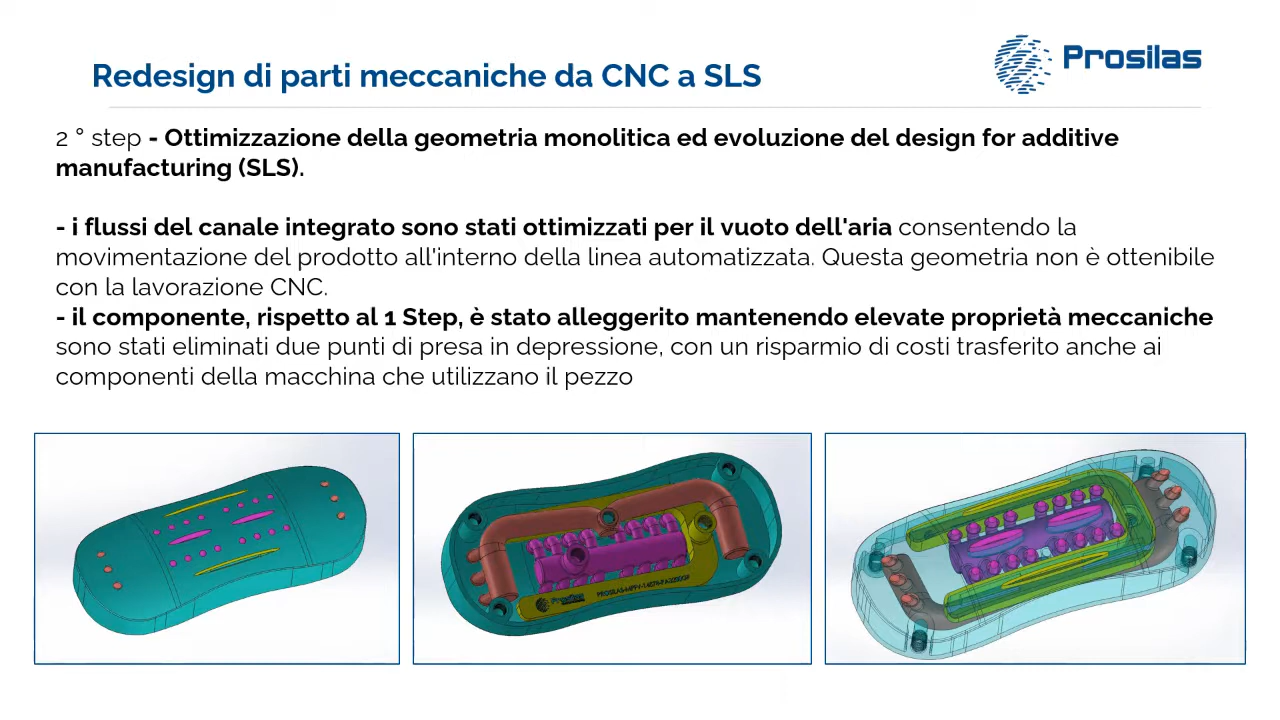 Redesign di parti meccaniche da CNC a SLS
Prosilas
2 ° step - Ottimizzazione della geometria monolitica ed evoluzione del design for additive
manufacturing (SLS).
- i flussi del canale integrato sono stati ottimizzati per il vuoto dell'aria consentendo la
movimentazione del prodotto all'interno della linea automatizzata. Questa geometria non è ottenibile
con la lavorazione CNC.
- il componente, rispetto al 1 Step, è stato alleggerito mantenendo elevate proprietà meccaniche
sono stati eliminati due punti di presa in depressione, con un risparmio di costi trasferito anche ai
componenti della macchina che utilizzano il pezzo
Prosilas